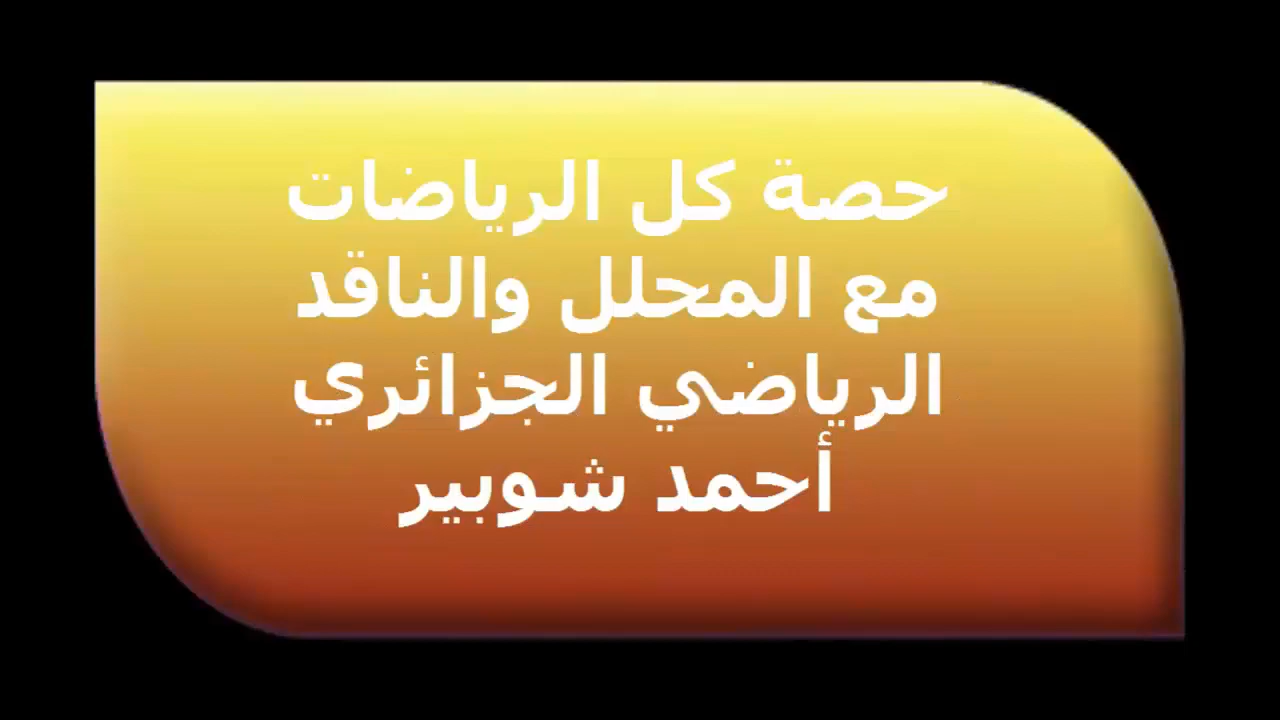 حصة كل الرياضات
مع المحلل والناقد
الرياضي الجزائري
أحمد شوبير